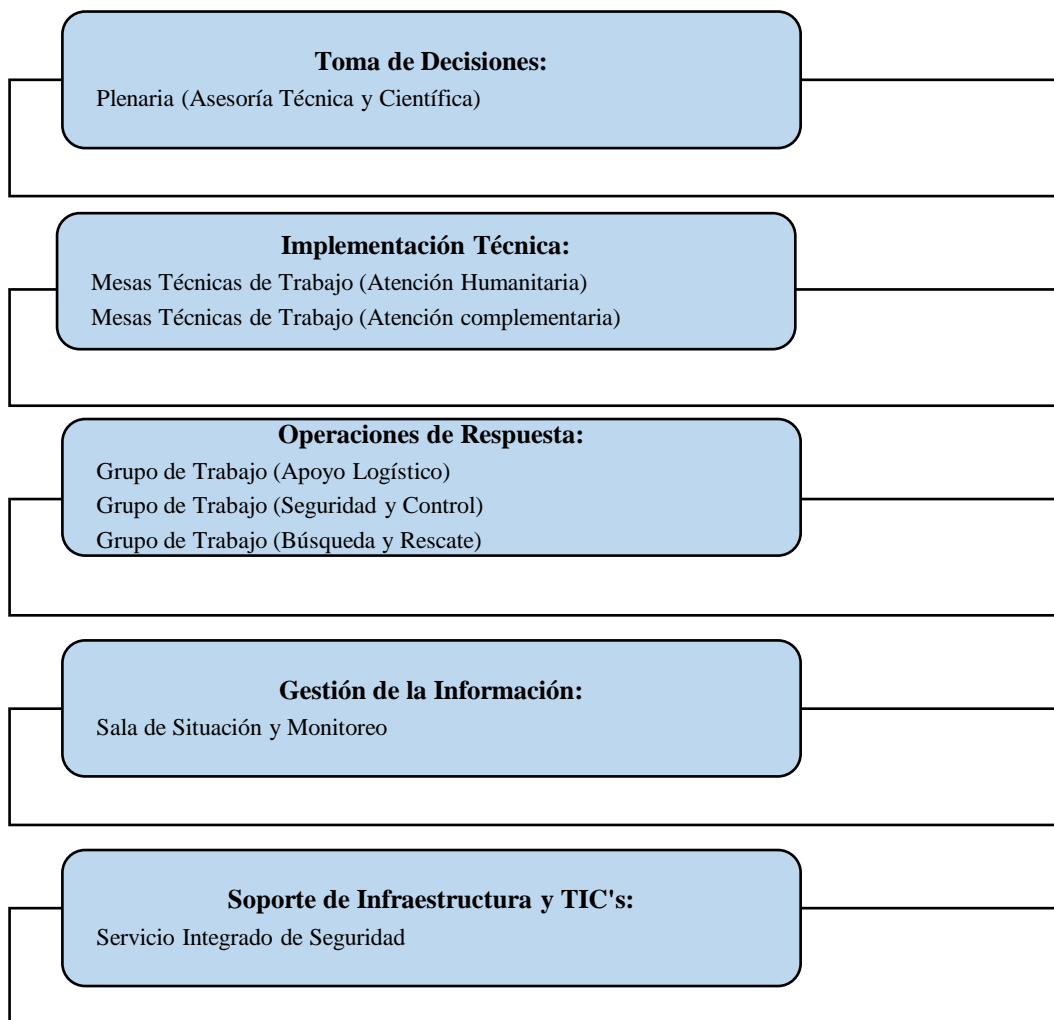 Toma de Decisiones:
Plenaria (Asesoría Técnica y Científica)
Implementación Técnica:
Mesas Técnicas de Trabajo (Atención Humanitaria)
Mesas Técnicas de Trabajo (Atención complementaria)
Operaciones de Respuesta:
Grupo de Trabajo (Apoyo Logístico)
Grupo de Trabajo (Seguridad y Control)
Grupo de Trabajo (Búsqueda y Rescate)
Gestión de la Información:
Sala de Situación y Monitoreo
Soporte de Infraestructura y TIC's:
Servicio Integrado de Seguridad